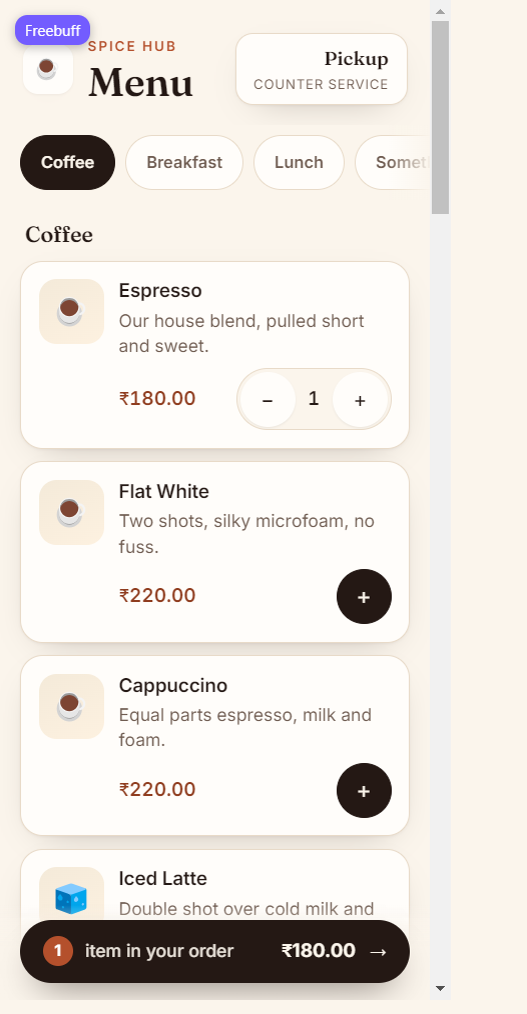 Freebuff
SPICE HUB
Menu
Pickup
COUNTER SERVICE
Coffee
Breakfast
Lunch
Coffee
Espresso
Our house blend, pulled short
and sweet.
₹180.00
− 1 +
Flat White
Two shots, silky microfoam, no
fuss.
₹220.00
+
Cappuccino
Equal parts espresso, milk and
foam.
₹220.00
+
Iced Latte
Double shot over cold milk and
1 item in your order ₹180.00 →